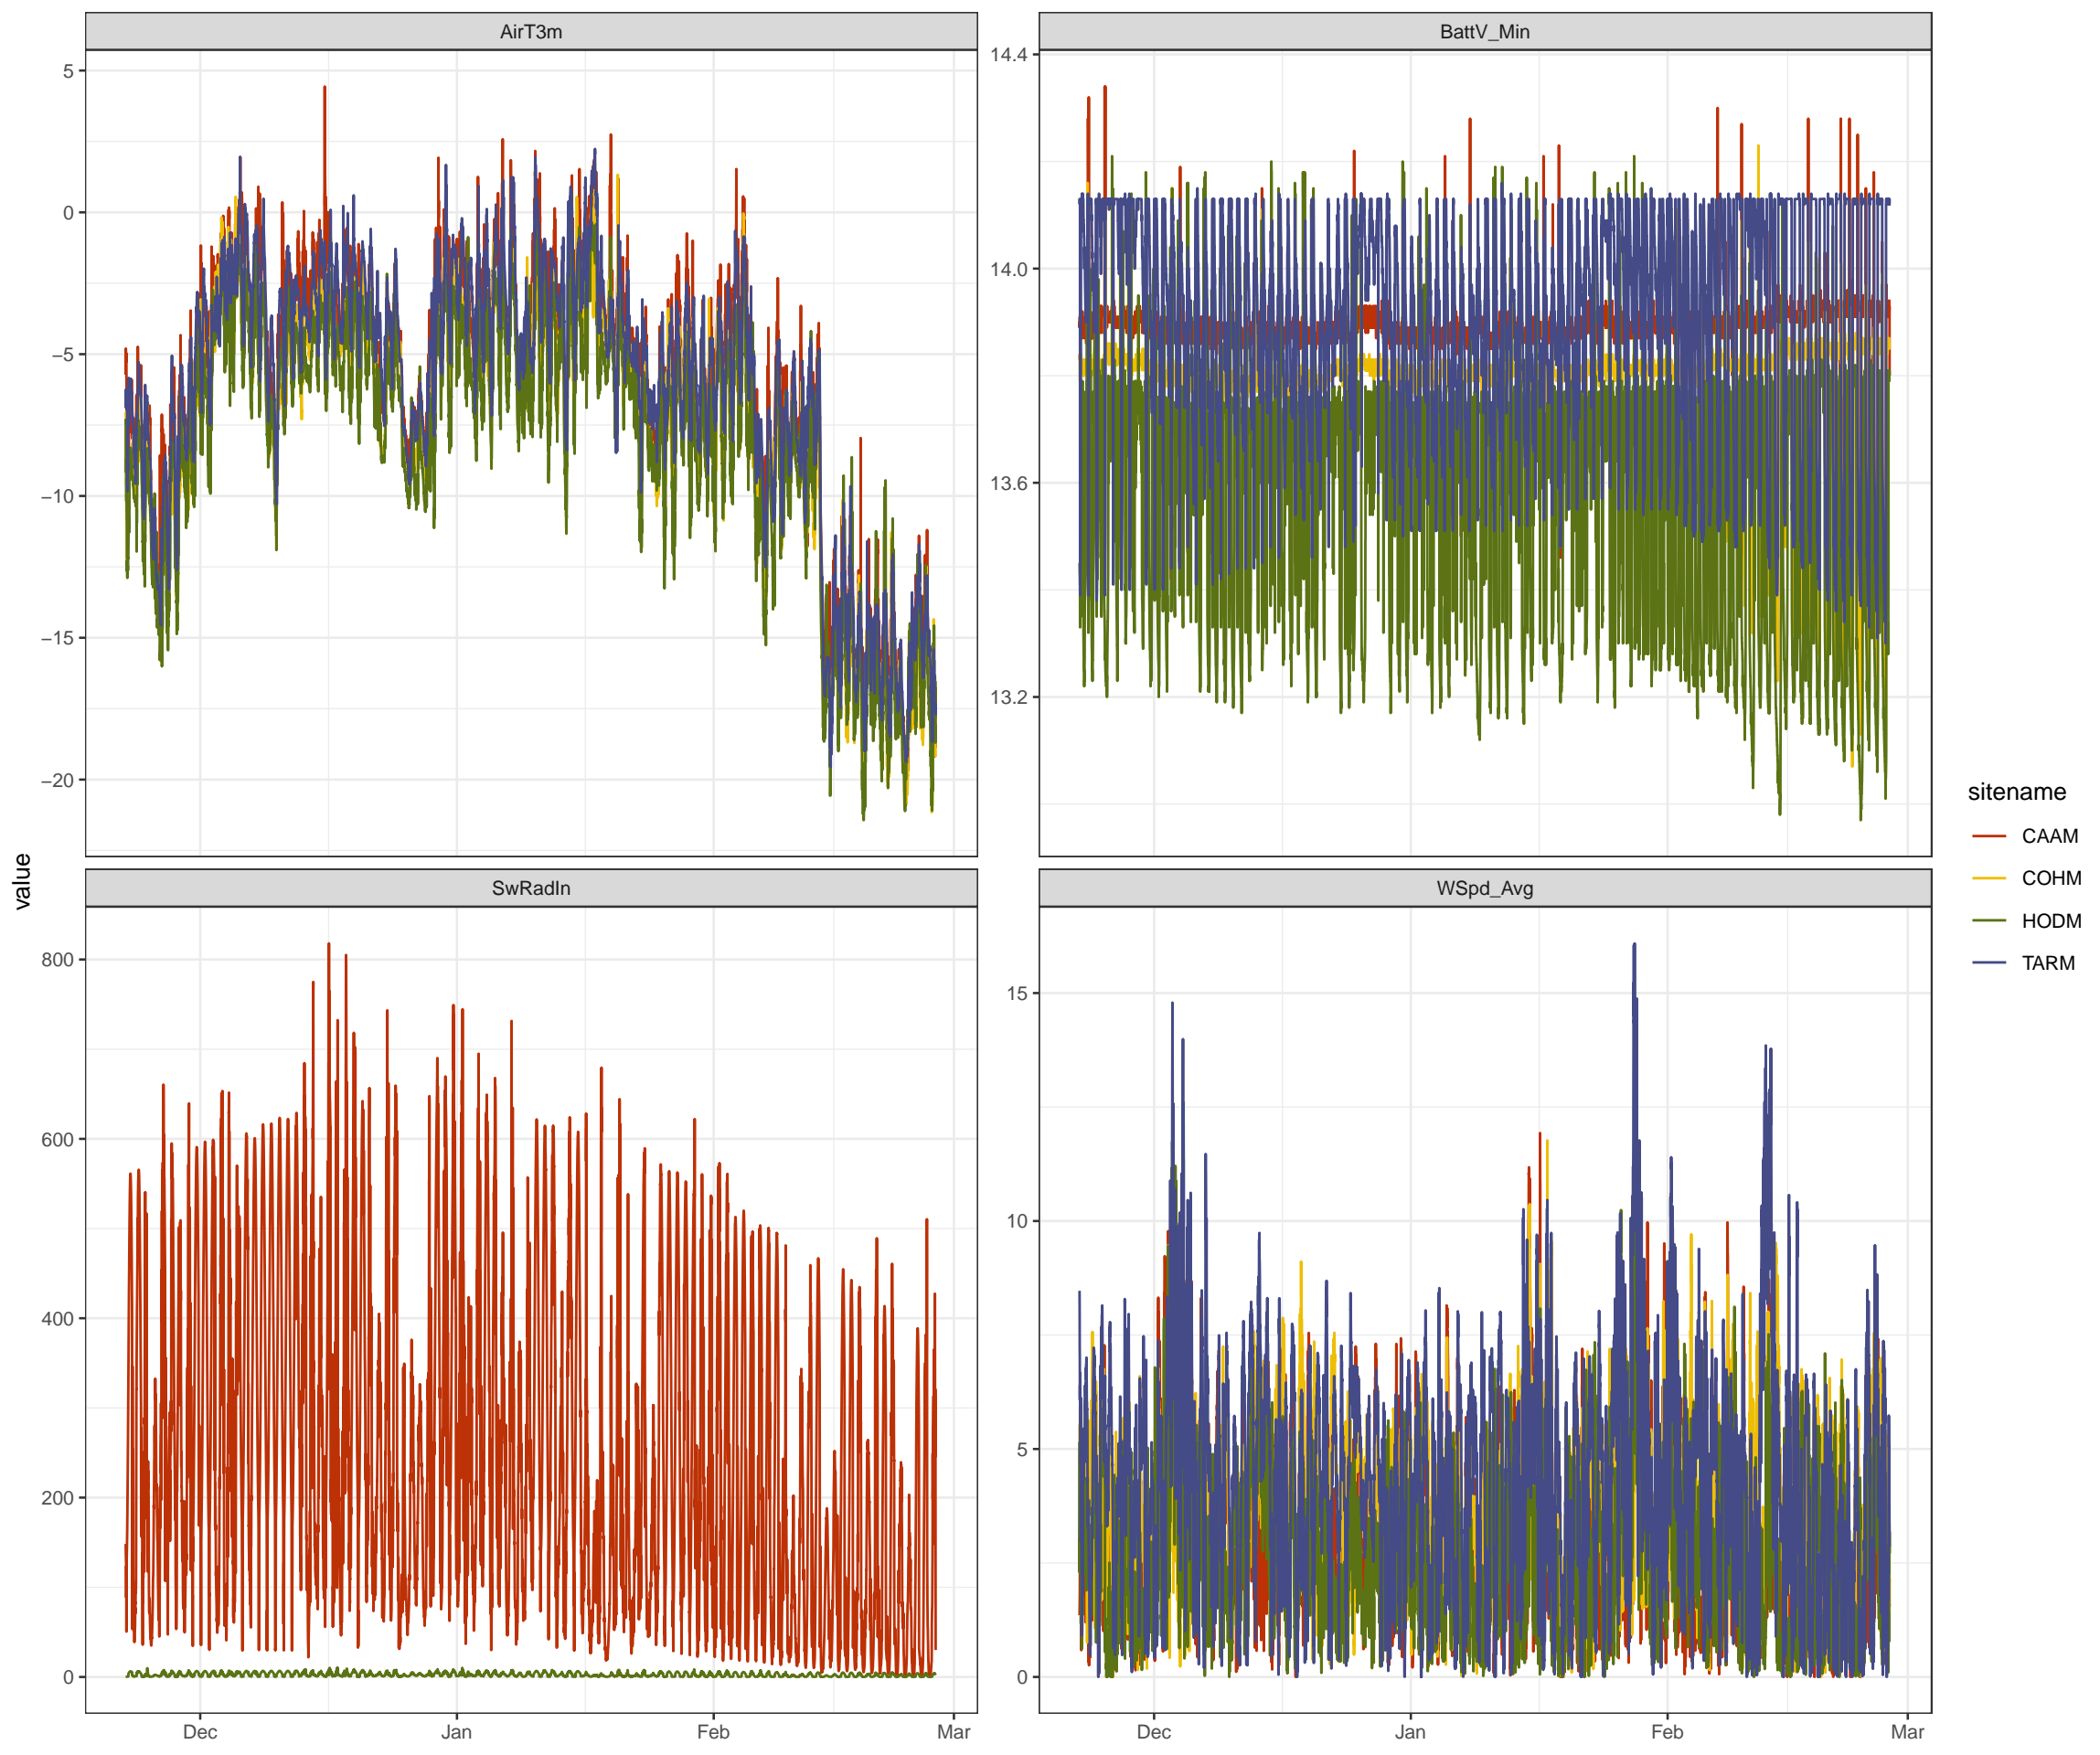 AirT3m
BattV_Min
5
0
−5
−10
−15
−20
14.4
14.0
13.6
13.2
SwRadIn
WSpd_Avg
800
600
400
200
0
15
10
5
0
Dec
Jan
Feb
Mar
Dec
Jan
Feb
Mar
value
sitename
CAAM
COHM
HODM
TARM